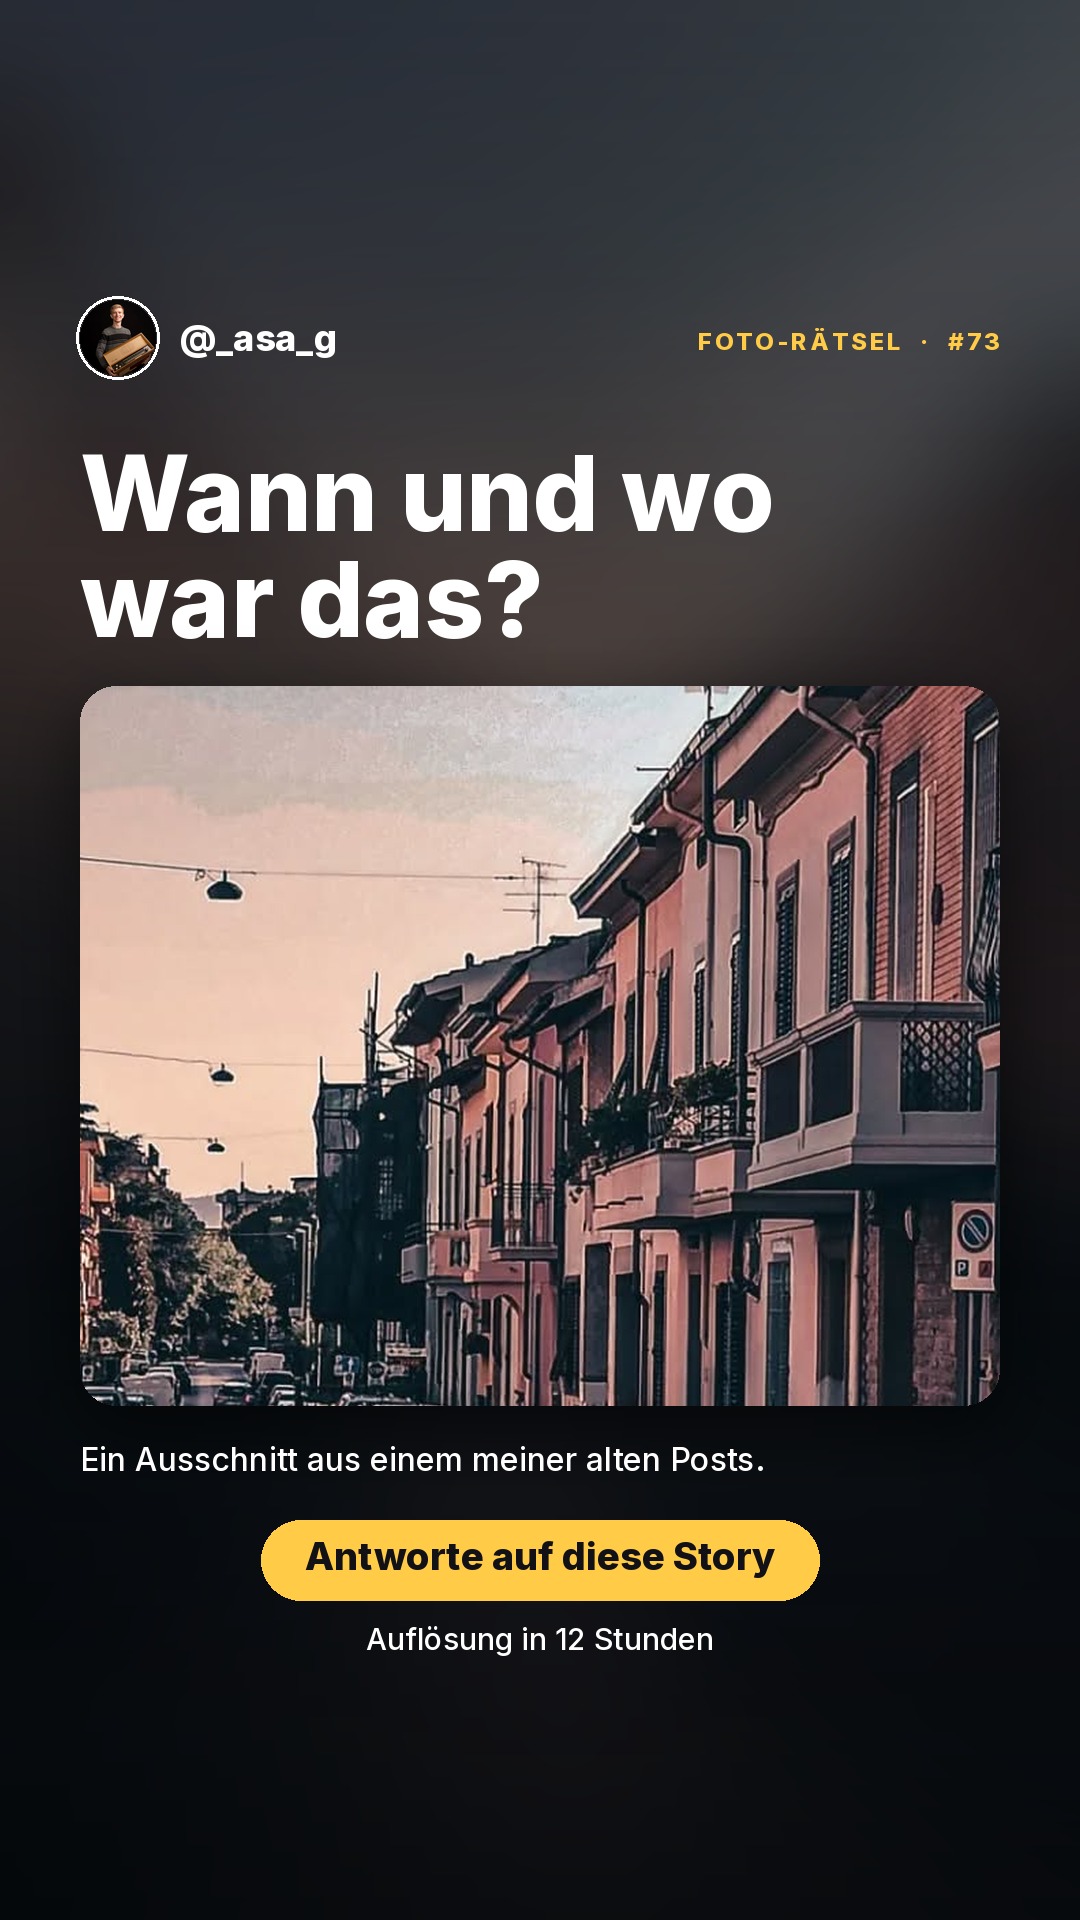 @_asa_g
FOTO-RÄTSEL · #73
Wann und wo
war das?
P
Ein Ausschnitt aus einem meiner alten Posts.
Antworte auf diese Story
Auflösung in 12 Stunden